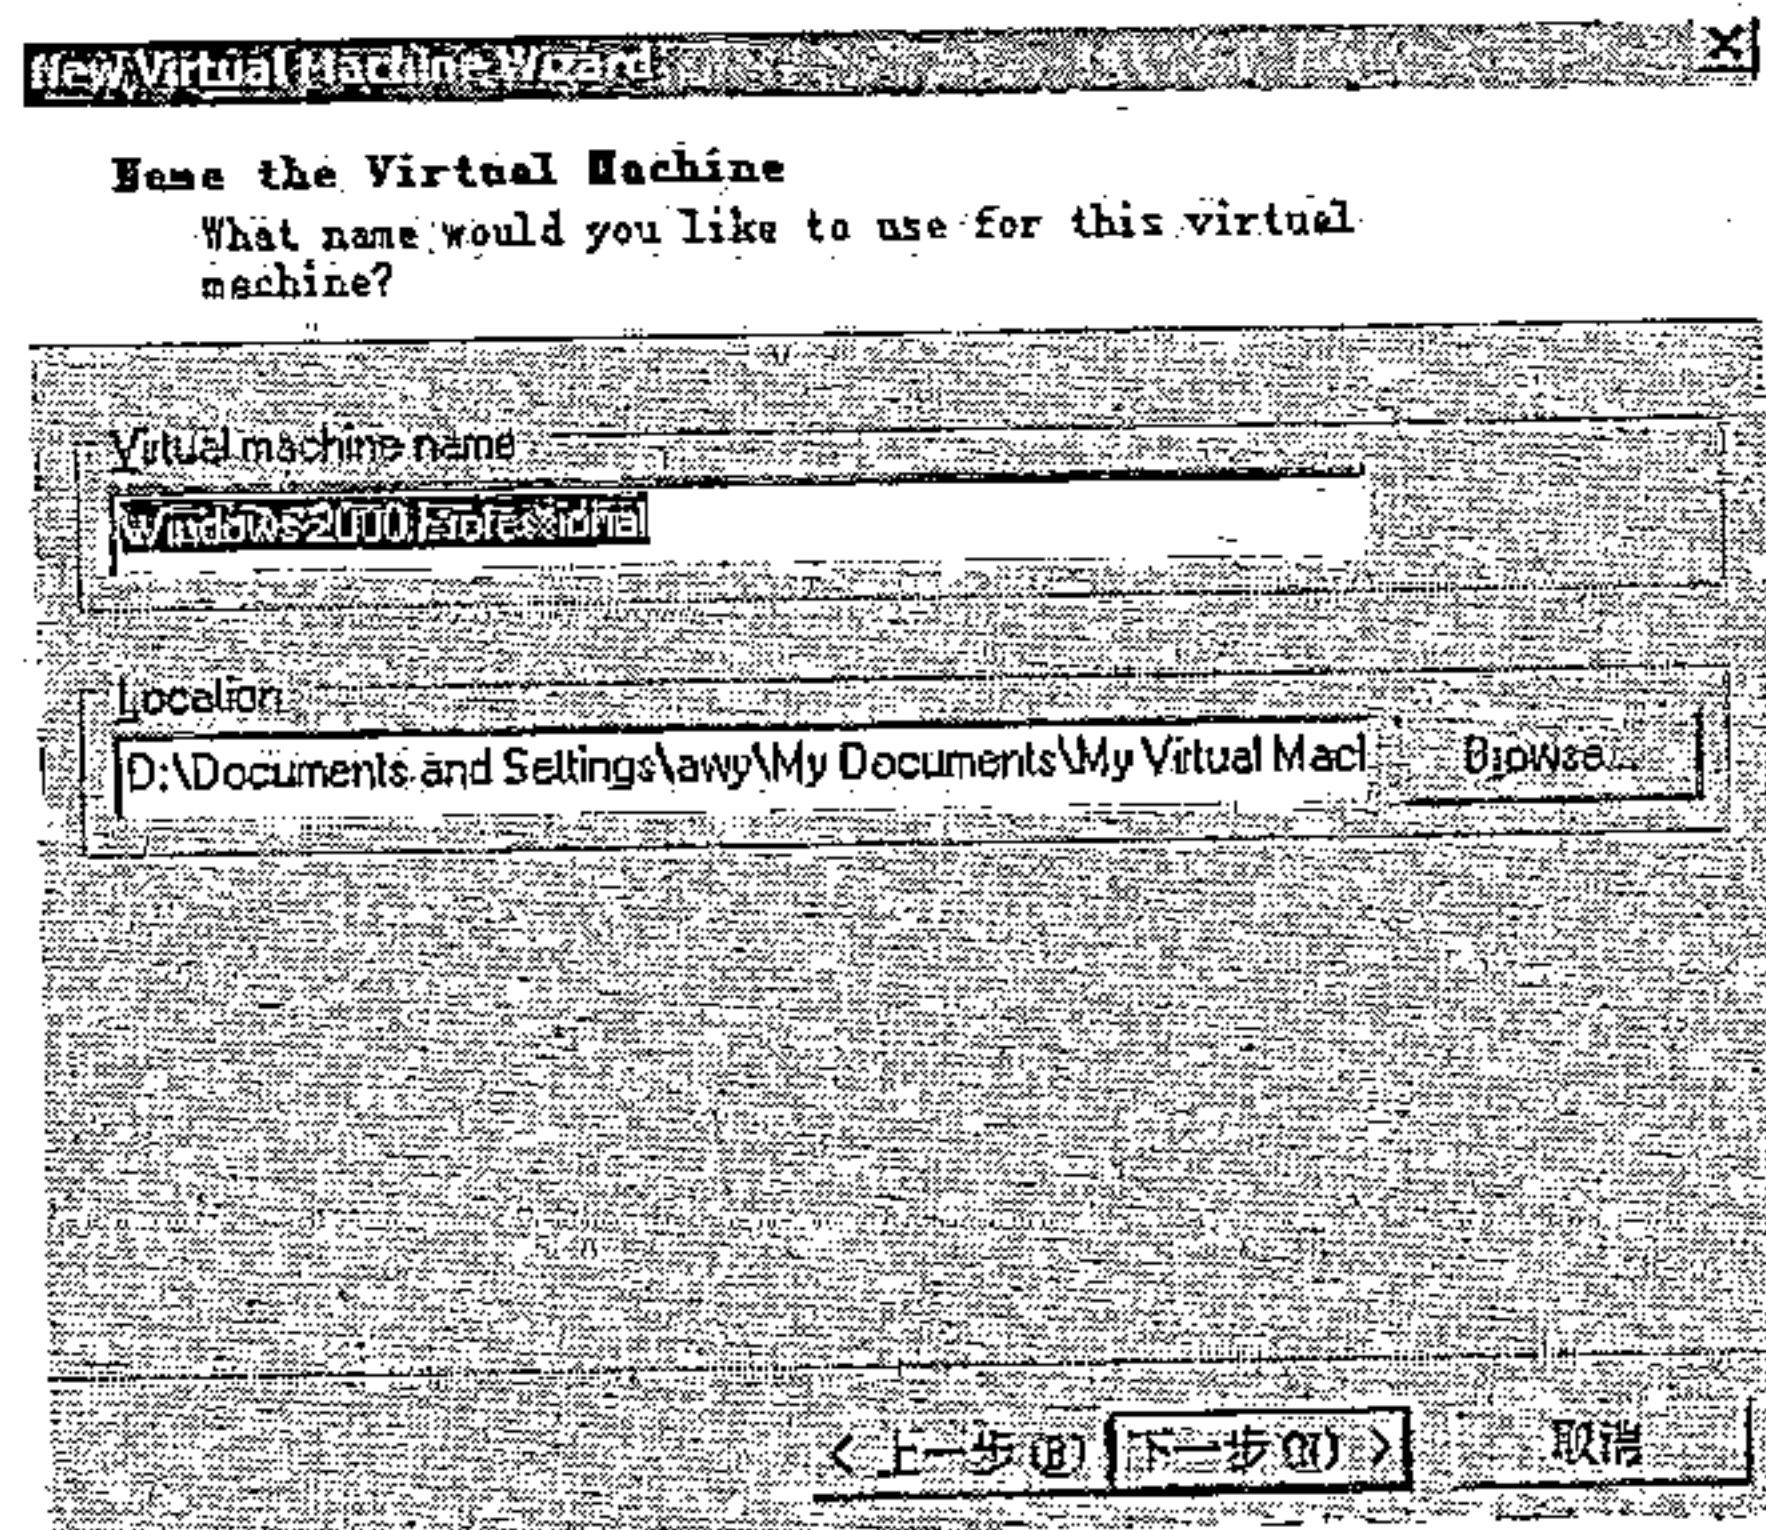 New Virtual Machine Wizard
Name the Virtual Machine
What name would you like to use for this virtual
machine?
Virtual machine name
Windows 2000 Professional
Location
D:\Documents and Settings\awy\My Documents\My Virtual Macl
Browse...
< 上一步(B) 下一步(N) > 取消